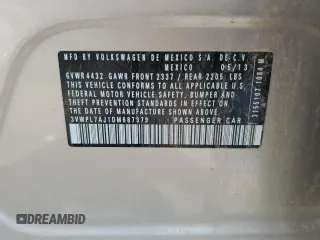 MFD. BY VOLKSWAGEN DE MEXICO S.A. DE C.V.
MEXICO 05/13
GVWR 4432 GAWR FRONT 2337 / REAR 2205 LBS
THIS VEHICLE CONFORMS TO ALL APPLICABLE U.S.
FEDERAL MOTOR VEHICLE SAFETY, BUMPER AND THEFT
PREVENTION STANDARDS IN EFFECT ON THE DATE OF MANUFACTURE SHOWN ABOVE.
3VWPL7AJ1DM687379 PASSENGER CAR
© DREAMBID